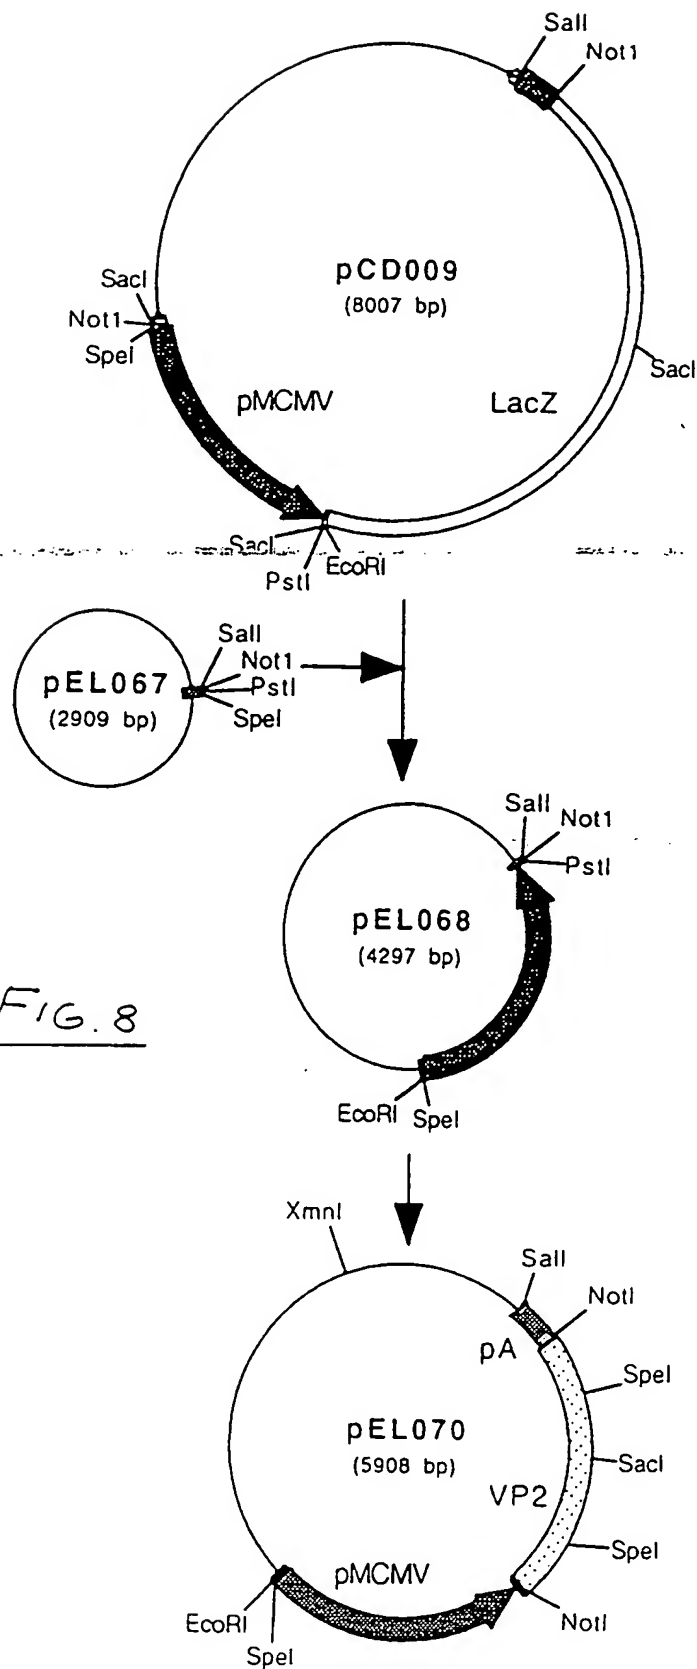 SalI
Not1
pCD009
(8007 bp)
SacI
Not1
SpeI
SacI
pMCMV
LacZ
SacI
PstI
EcoRI
SalI
Not1
pEL067
PstI
(2909 bp)
SpeI
SalI
Not1
PstI
pEL068
(4297 bp)
FIG. 8
EcoRI
SpeI
XmnI
SalI
NotI
pA
SpeI
pEL070
(5908 bp)
SacI
VP2
SpeI
pMCMV
EcoRI
NotI
SpeI